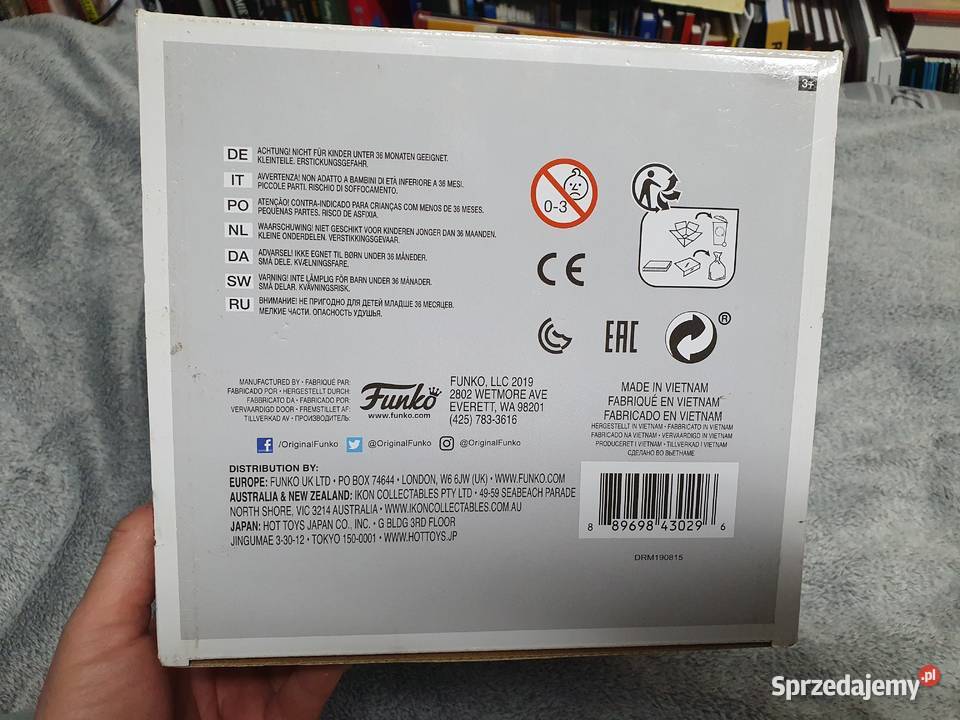 3+
DE ACHTUNG! NICHT FÜR KINDER UNTER 36 MONATEN GEEIGNET.
KLEINTEILE. ERSTICKUNGSGEFAHR.
IT AVVERTENZA! NON ADATTO A BAMBINI DI ETÀ INFERIORE A 36 MESI.
PICCOLE PARTI. RISCHIO DI SOFFOCAMENTO.
PO ATENCÃO! CONTRA-INDICADO PARA CRIANÇAS COM MENOS DE 36 MESES.
PEQUENAS PARTES. RISCO DE ASFIXIA.
NL WAARSCHUWING! NIET GESCHIKT VOOR KINDEREN JONGER DAN 36 MAANDEN.
KLEINE ONDERDELEN. VERSTIKKINGSGEVAAR.
DA ADVARSEL! IKKE EGNET TIL BØRN UNDER 36 MÅNEDER.
SMÅ DELE. KVÆLNINGSFARE.
SW VARNING! INTE LÄMPLIG FÖR BARN UNDER 36 MÅNADER.
SMÅ DELAR. KVÄVNINGSRISK.
RU ВНИМАНИЕ! НЕ ПРИГОДНО ДЛЯ ДЕТЕЙ МЛАДШЕ 36 МЕСЯЦЕВ.
МЕЛКИЕ ЧАСТИ. ОПАСНОСТЬ УДУШЬЯ.
0-3
CE
EAC
®
MANUFACTURED BY • FABRIQUÉ PAR:
FABRICADO POR • HERGESTELLT DURCH:
FABBRICATO DA • FABRICADO POR:
VERVAARDIGD DOOR • FREMSTILLET AF:
TILLVERKAD AV • ПРОИЗВОДИТЕЛЬ:
Funko
www.funko.com
FUNKO, LLC 2019
2802 WETMORE AVE
EVERETT, WA 98201
(425) 783-3616
/OriginalFunko @OriginalFunko @OriginalFunko
MADE IN VIETNAM
FABRIQUÉ EN VIETNAM
FABRICADO EN VIETNAM
HERGESTELLT IN VIETNAM • FABBRICATO IN VIETNAM
FABRICADO NA VIETNAM • VERVAARDIGD IN VIETNAM
PRODUCERET I VIETNAM • TILLVERKAD I VIETNAM
СДЕЛАНО ВО ВЬЕТНАМЕ
DISTRIBUTION BY:
EUROPE: FUNKO UK LTD • PO BOX 74644 • LONDON, W6 6JW (UK) • WWW.FUNKO.COM
AUSTRALIA & NEW ZEALAND: IKON COLLECTABLES PTY LTD • 49-59 SEABEACH PARADE
NORTH SHORE, VIC 3214 AUSTRALIA • WWW.IKONCOLLECTABLES.COM.AU
JAPAN: HOT TOYS JAPAN CO., INC. • G BLDG 3RD FLOOR
JINGUMAE 3-30-12 • TOKYO 150-0001 • WWW.HOTTOYS.JP
8 89698 43029 6
DRM190815
Sprzedajemy.pl